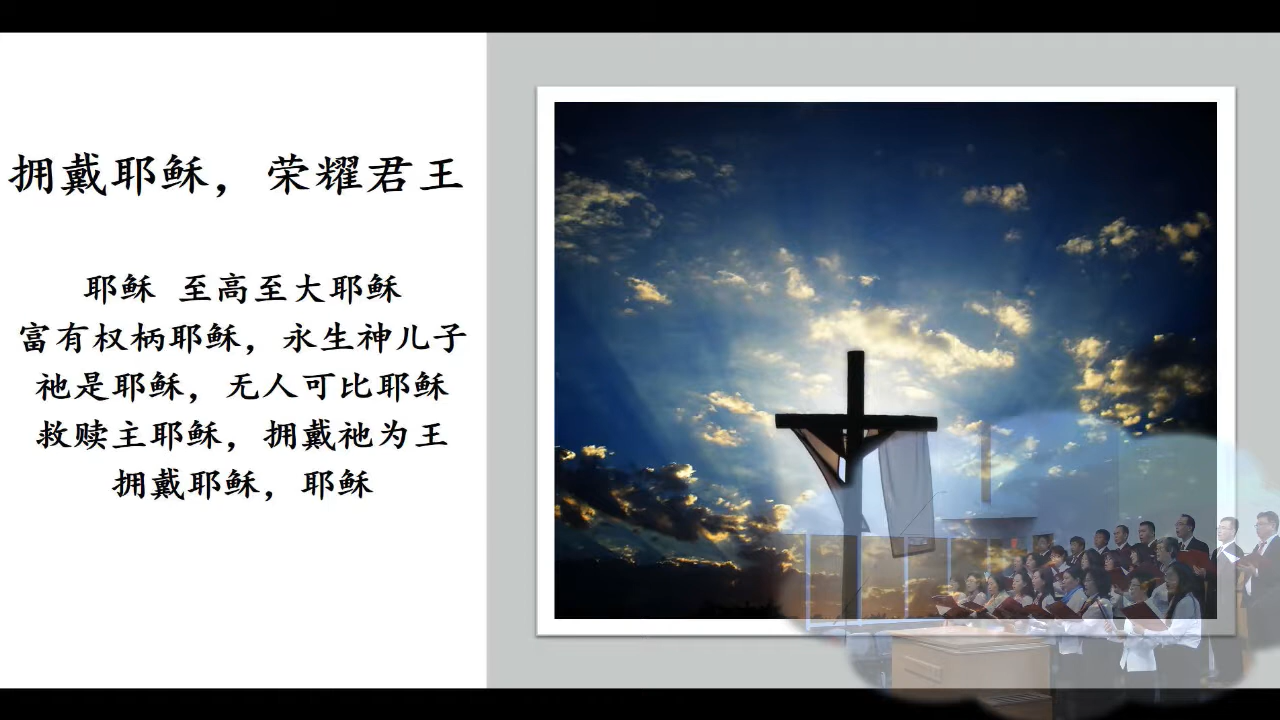 拥戴耶稣，荣耀君王
耶稣 至高至大耶稣
富有权柄耶稣，永生神儿子
祂是耶稣，无人可比耶稣
救赎主耶稣，拥戴祂为王
拥戴耶稣，耶稣